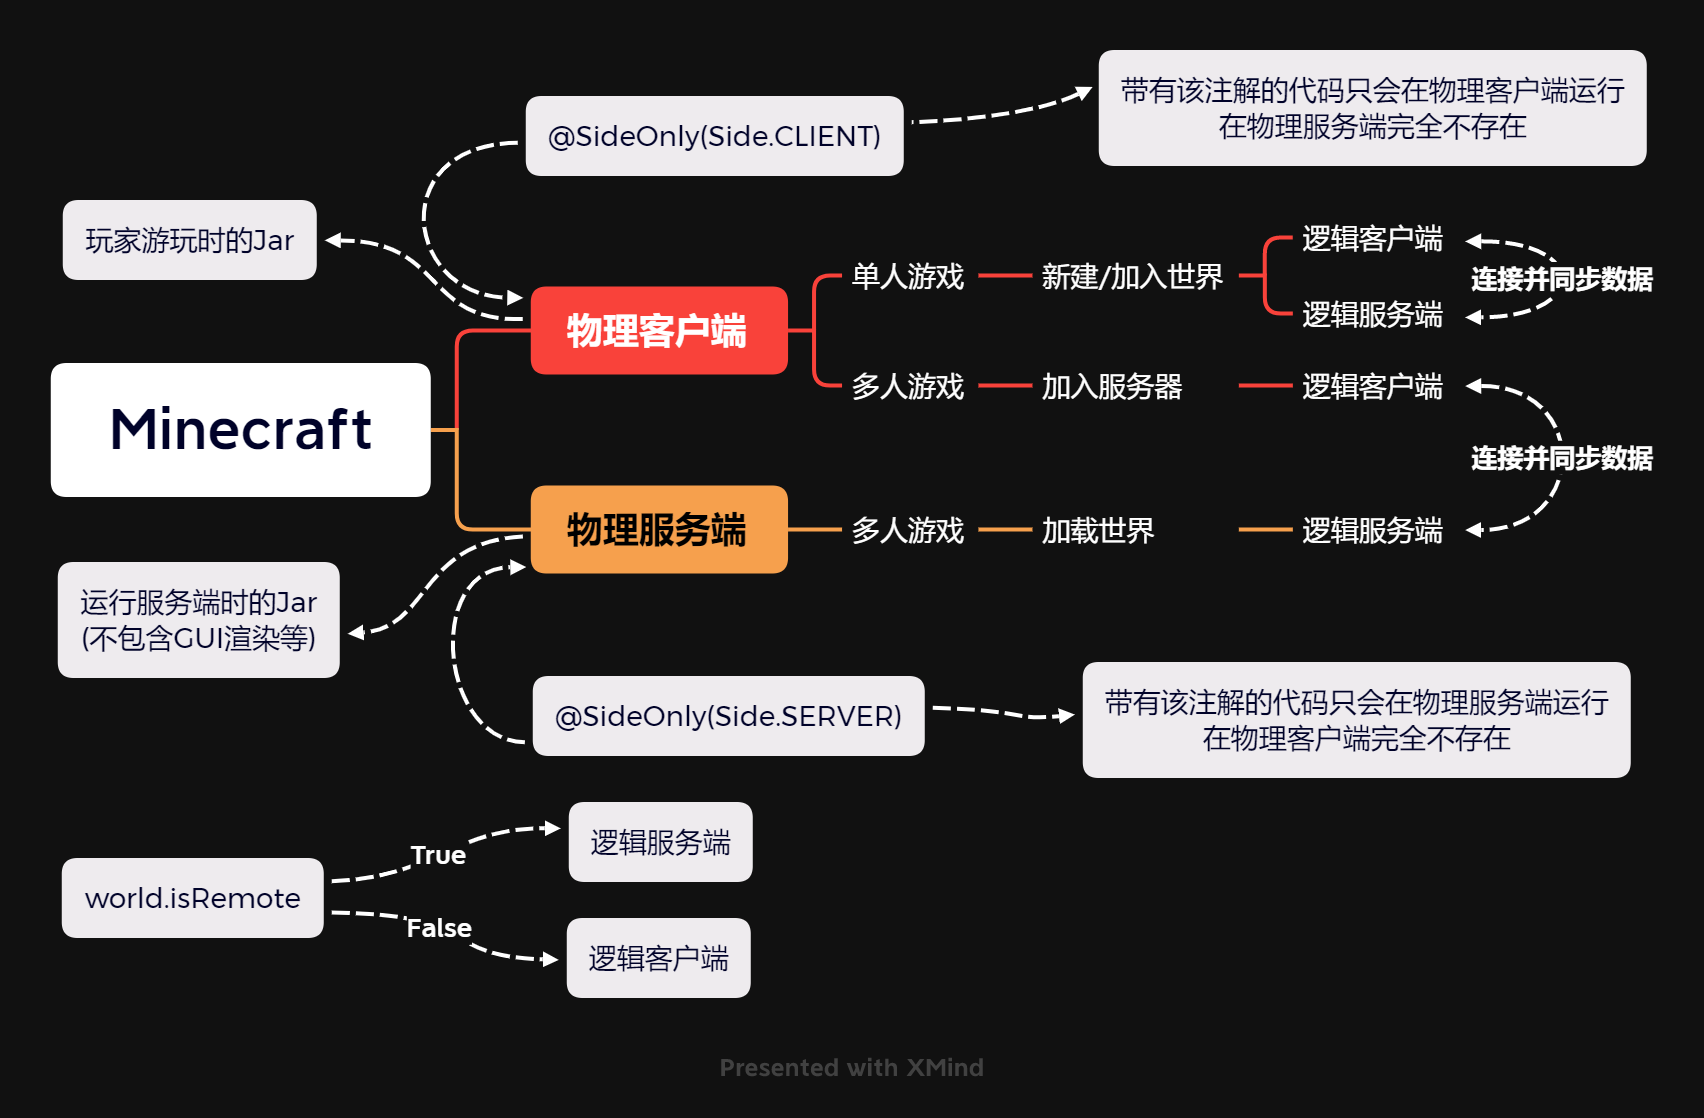 @SideOnly(Side.CLIENT)
带有该注解的代码只会在物理客户端运行
在物理服务端完全不存在
玩家游玩时的Jar
物理客户端
单人游戏
新建/加入世界
逻辑客户端
连接并同步数据
逻辑服务端
多人游戏
加入服务器
逻辑客户端
Minecraft
连接并同步数据
物理服务端
多人游戏
加载世界
逻辑服务端
运行服务端时的Jar
(不包含GUI渲染等)
@SideOnly(Side.SERVER)
带有该注解的代码只会在物理服务端运行
在物理客户端完全不存在
world.isRemote
True
逻辑服务端
False
逻辑客户端
Presented with XMind